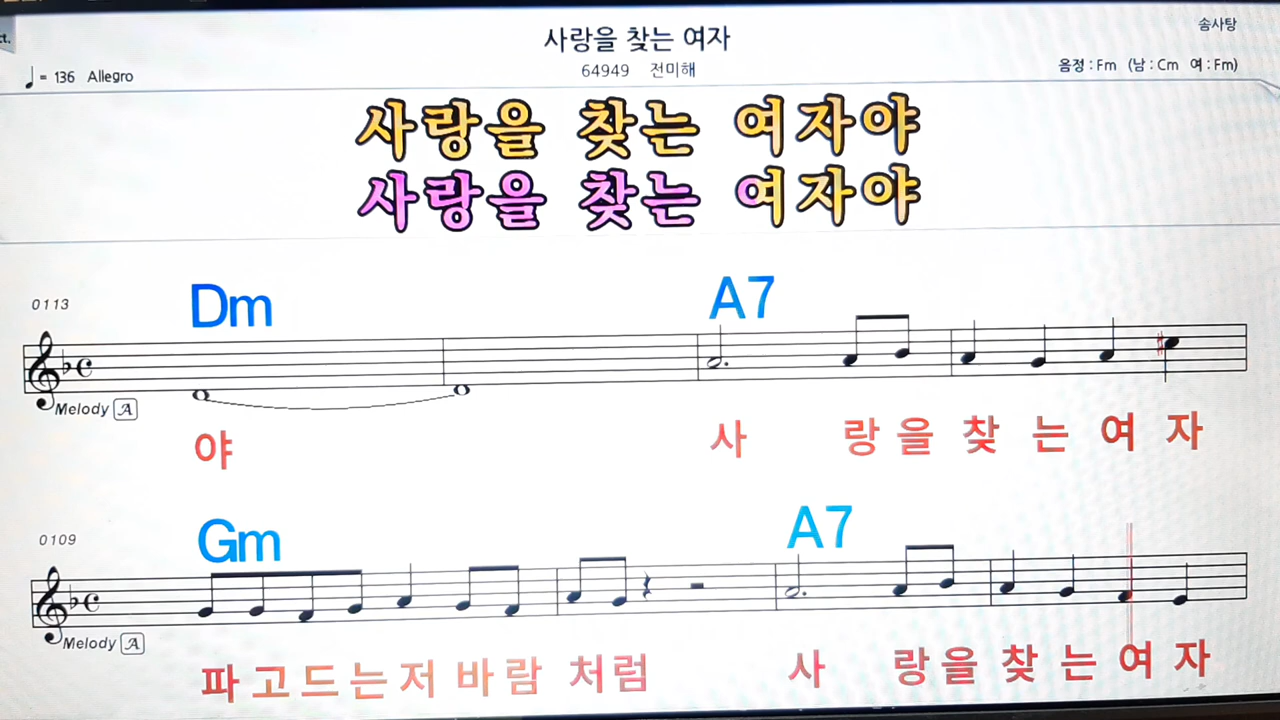 ct.
사랑을 찾는 여자
송사탕
♩= 136 Allegro
64949 전미해
음정 : Fm (남 : Cm 여 : Fm)
사랑을 찾는 여자야
사랑을 찾는 여자야
0113
Dm A7
Melody A
야 사 랑 을 찾 는 여 자
0109
Gm A7
Melody A
파 고 드 는 저 바 람 처 럼 사 랑 을 찾 는 여 자